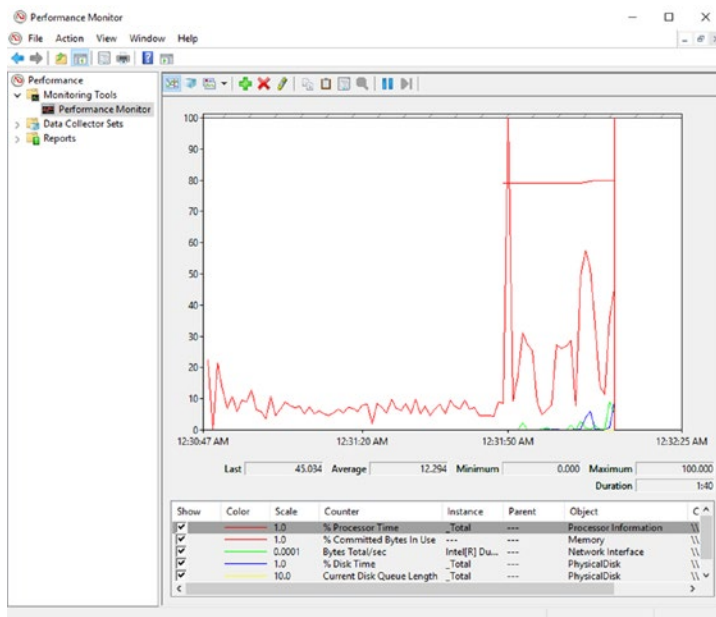 Performance Monitor
File Action View Window Help
Performance
Monitoring Tools
Performance Monitor
Data Collector Sets
Reports
100
90
80
70
60
50
40
30
20
10
0
12:30:47 AM 12:31:20 AM 12:31:50 AM 12:32:25 AM
Last 45.034 Average 12.294 Minimum 0.000 Maximum 100.000
Duration 1:40
Show Color Scale Counter Instance Parent Object C
1.0 % Processor Time _Total --- Processor Information \\
1.0 % Committed Bytes In Use --- --- Memory \\
0.0001 Bytes Total/sec Intel[R] Du... --- Network Interface \\
1.0 % Disk Time _Total --- PhysicalDisk \\
10.0 Current Disk Queue Length _Total --- PhysicalDisk \\